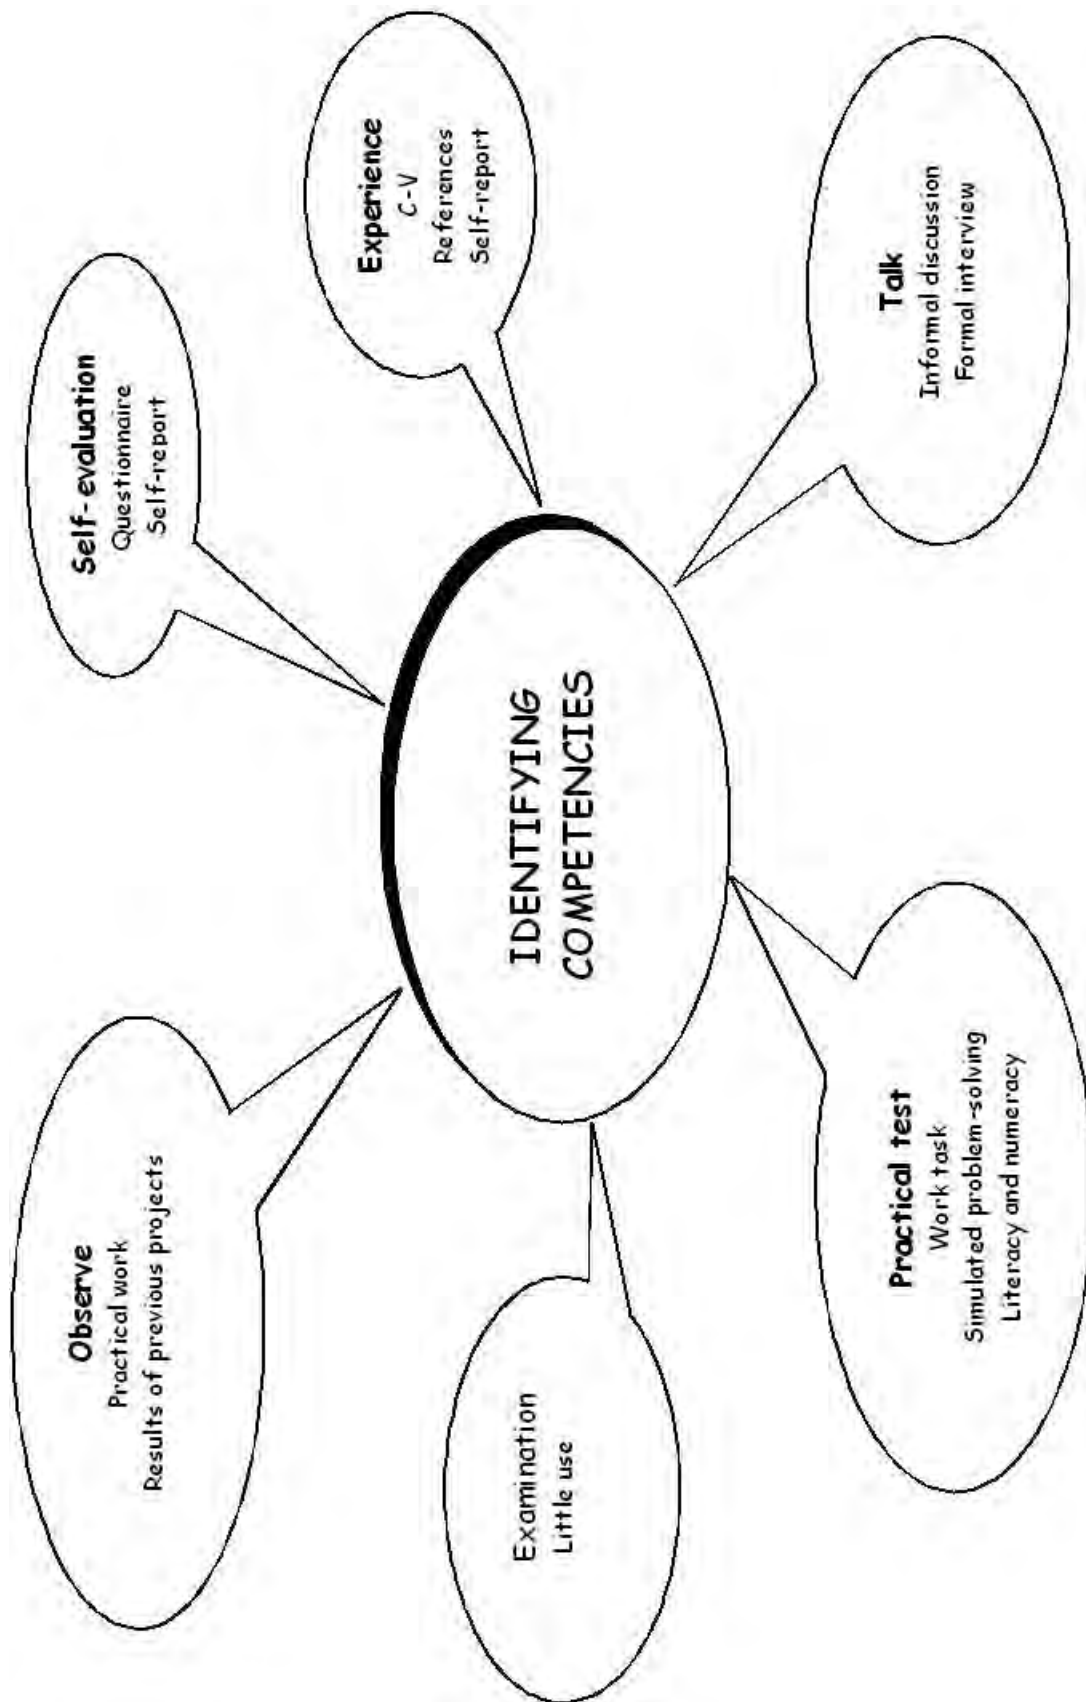 Observe
Practical work
Results of previous projects
Self-evaluation
Questionnaire
Self-report
Experience
C-V
References
Self-report
IDENTIFYING
COMPETENCIES
Examination
Little use
Practical test
Work task
Simulated problem-solving
Literacy and numeracy
Talk
Informal discussion
Formal interview